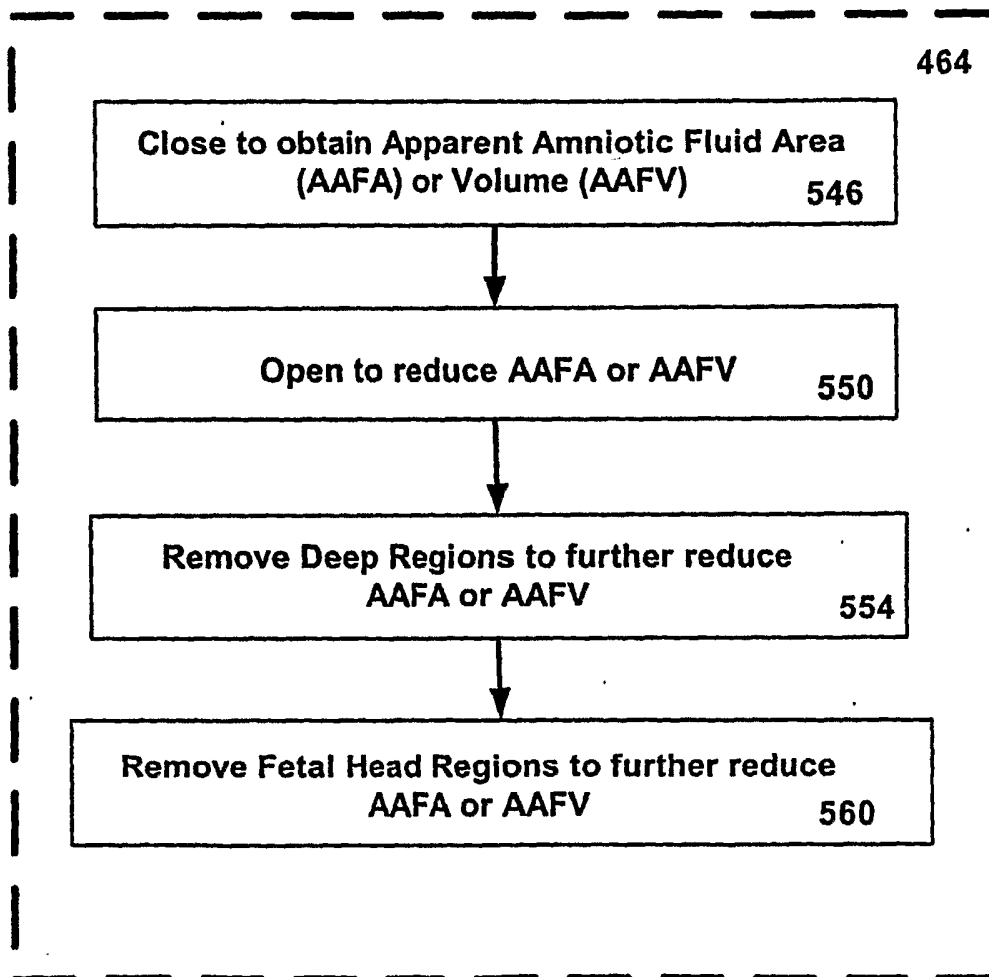 464
Close to obtain Apparent Amniotic Fluid Area
(AAFA) or Volume (AAFV)
546
Open to reduce AAFA or AAFV
550
Remove Deep Regions to further reduce
AAFA or AAFV
554
Remove Fetal Head Regions to further reduce
AAFA or AAFV
560